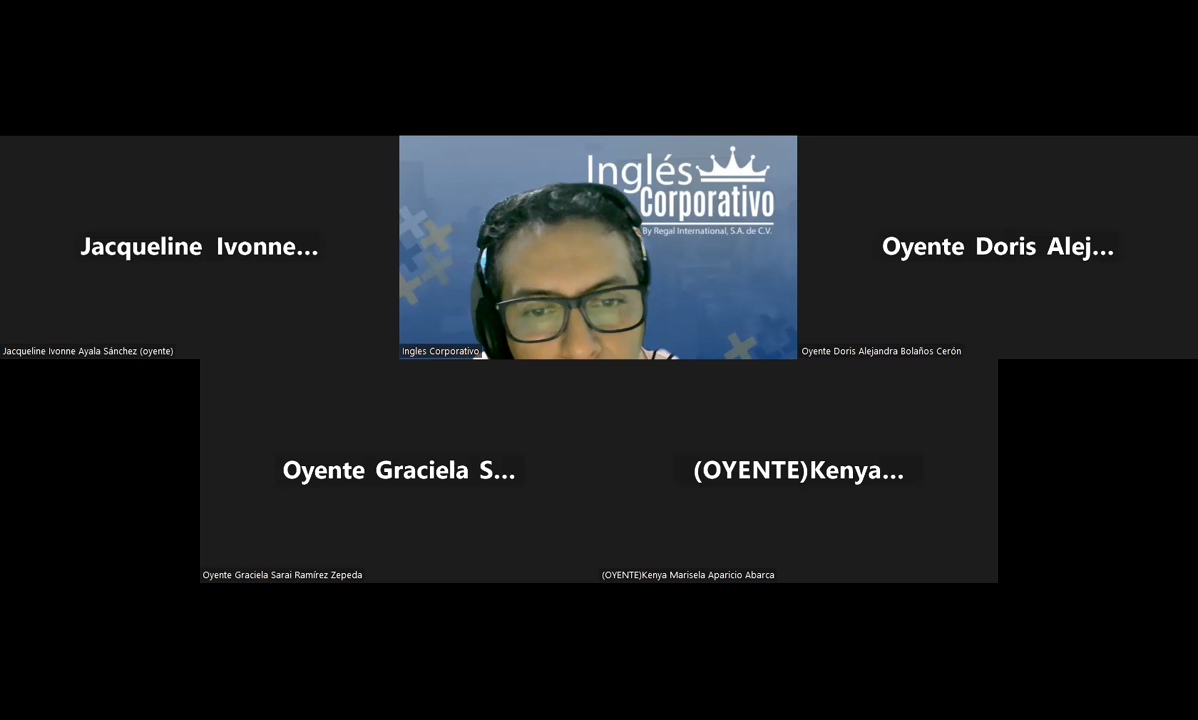 Jacqueline Ivonne...
Jacqueline Ivonne Ayala Sánchez (oyente)
Inglés
Corporativo
By Regal International, S.A. de C.V.
Ingles Corporativo
Oyente Doris Alej...
Oyente Doris Alejandra Bolaños Cerón
Oyente Graciela S...
Oyente Graciela Sarai Ramírez Zepeda
(OYENTE)Kenya...
(OYENTE)Kenya Marisela Aparicio Abarca